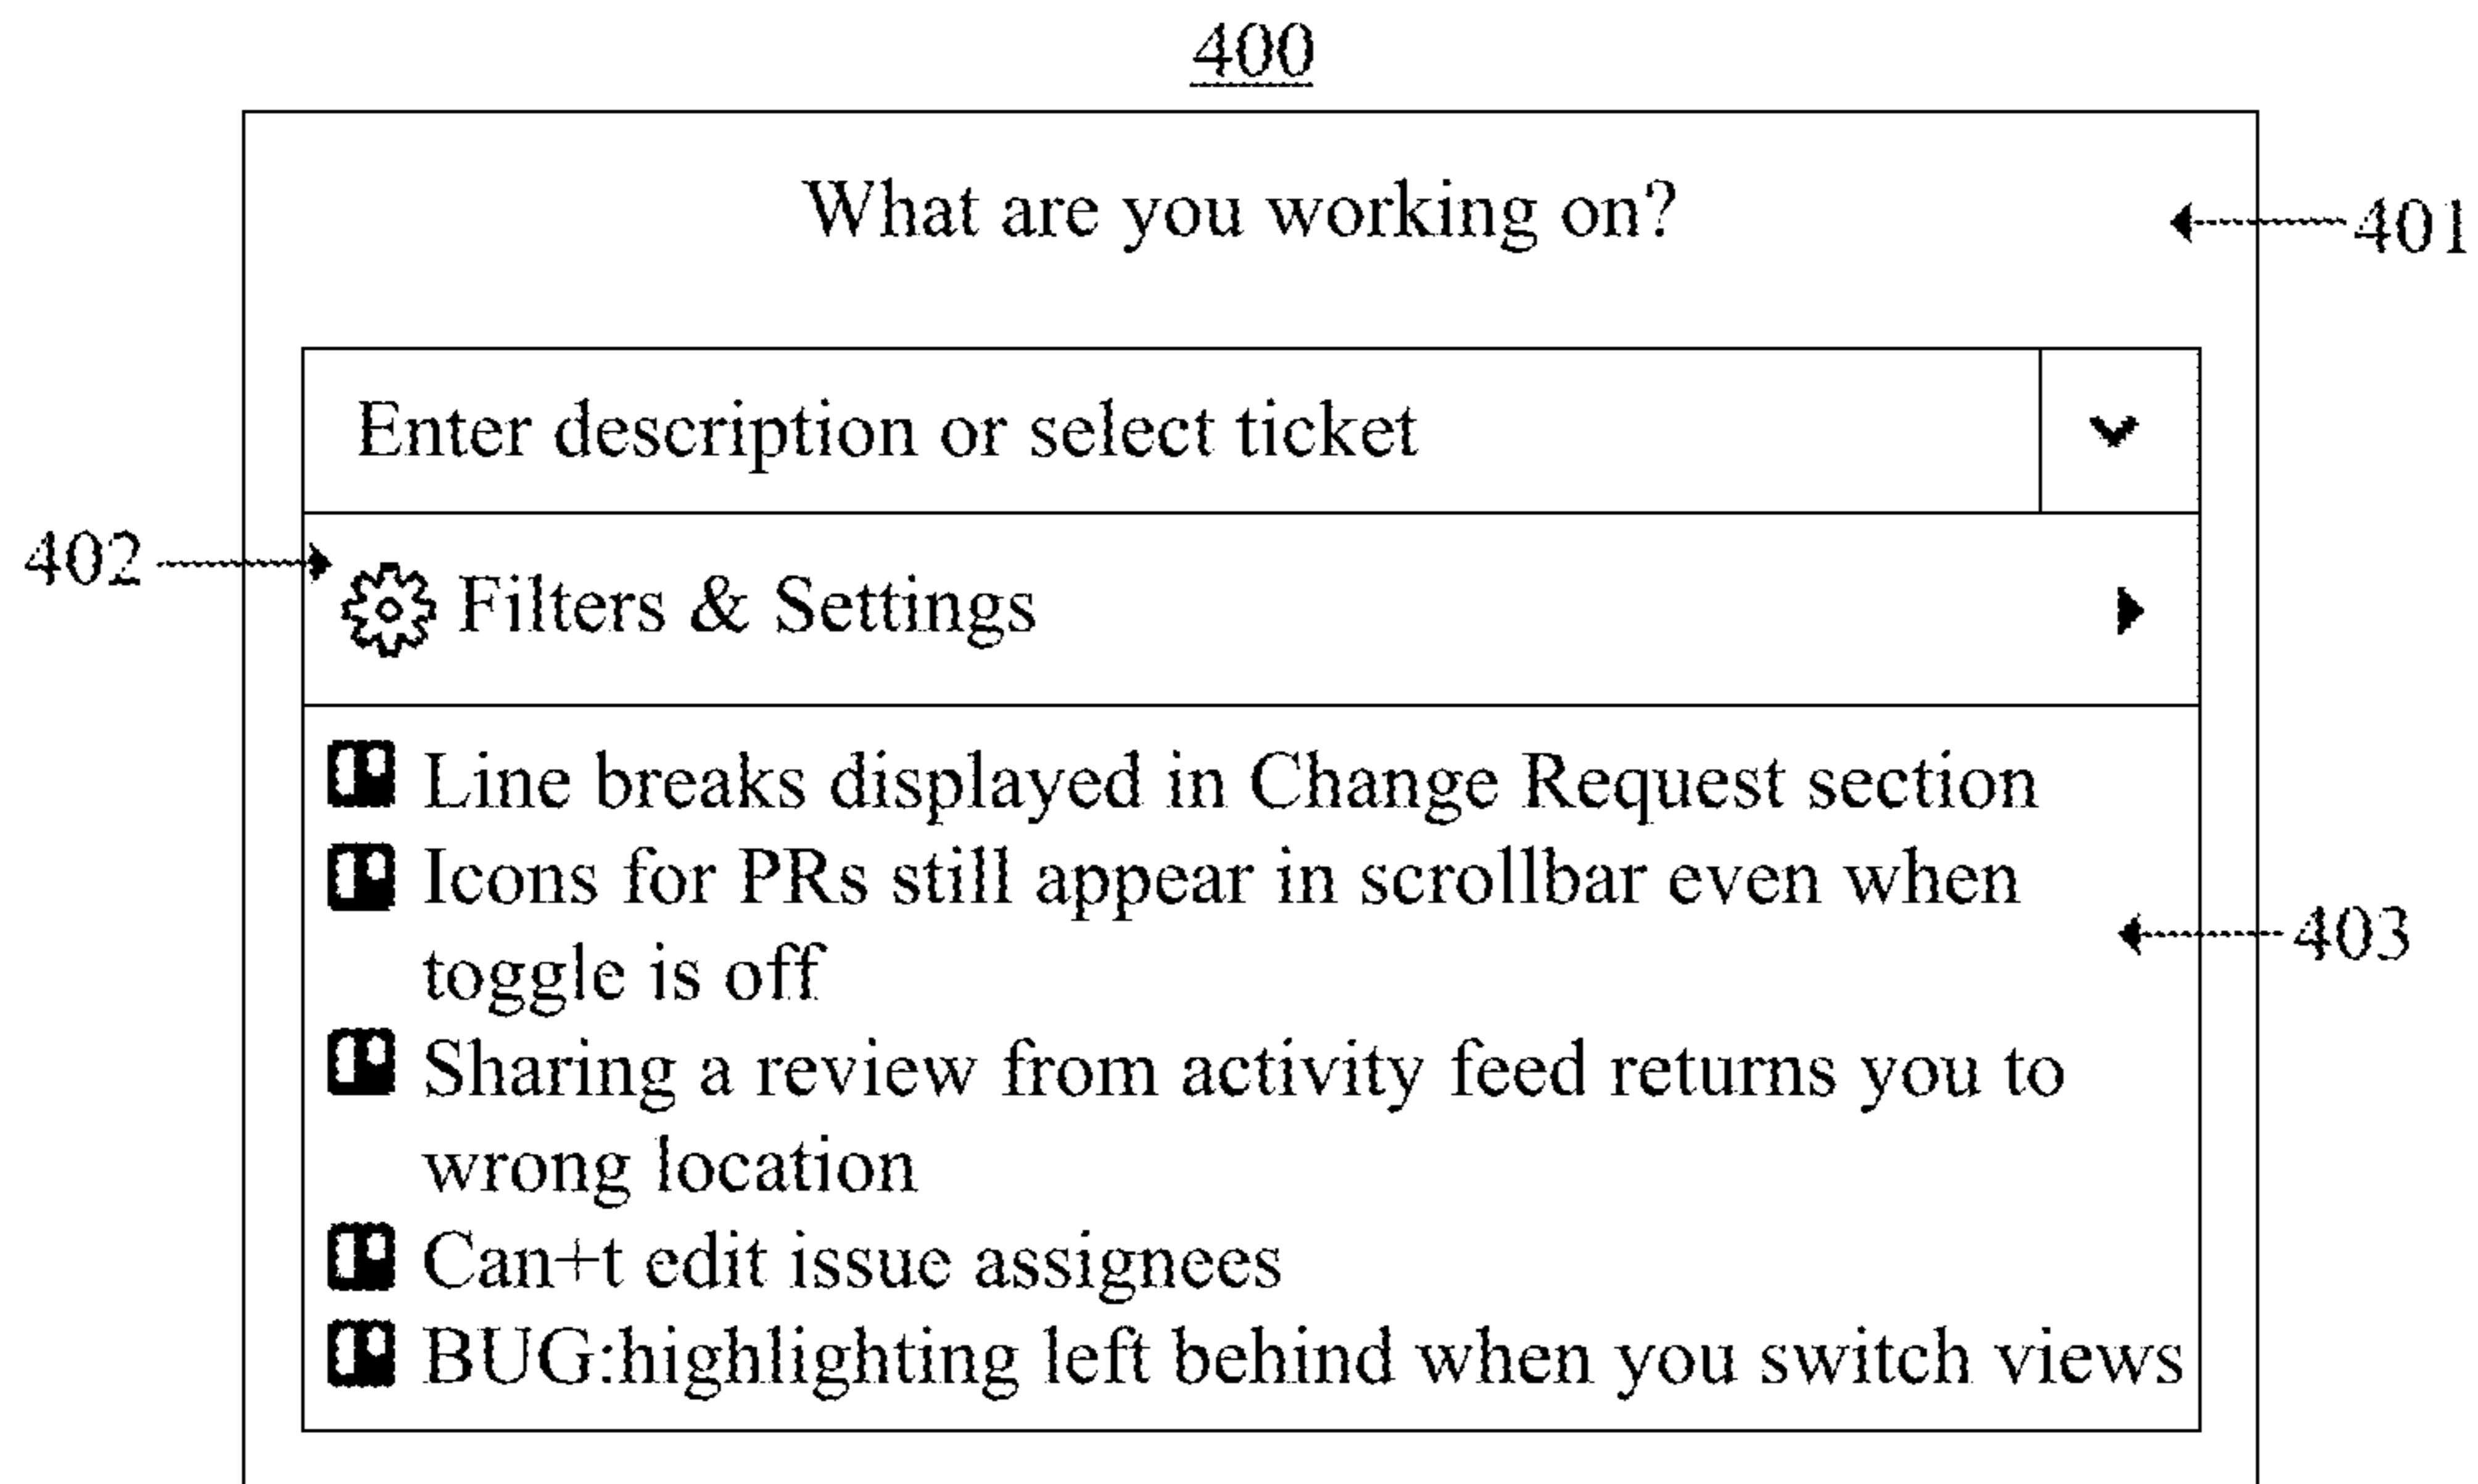 400
What are you working on?
401
Enter description or select ticket
402
Filters & Settings
Line breaks displayed in Change Request section
Icons for PRs still appear in scrollbar even when
toggle is off
403
Sharing a review from activity feed returns you to
wrong location
Can+t edit issue assignees
BUG:highlighting left behind when you switch views